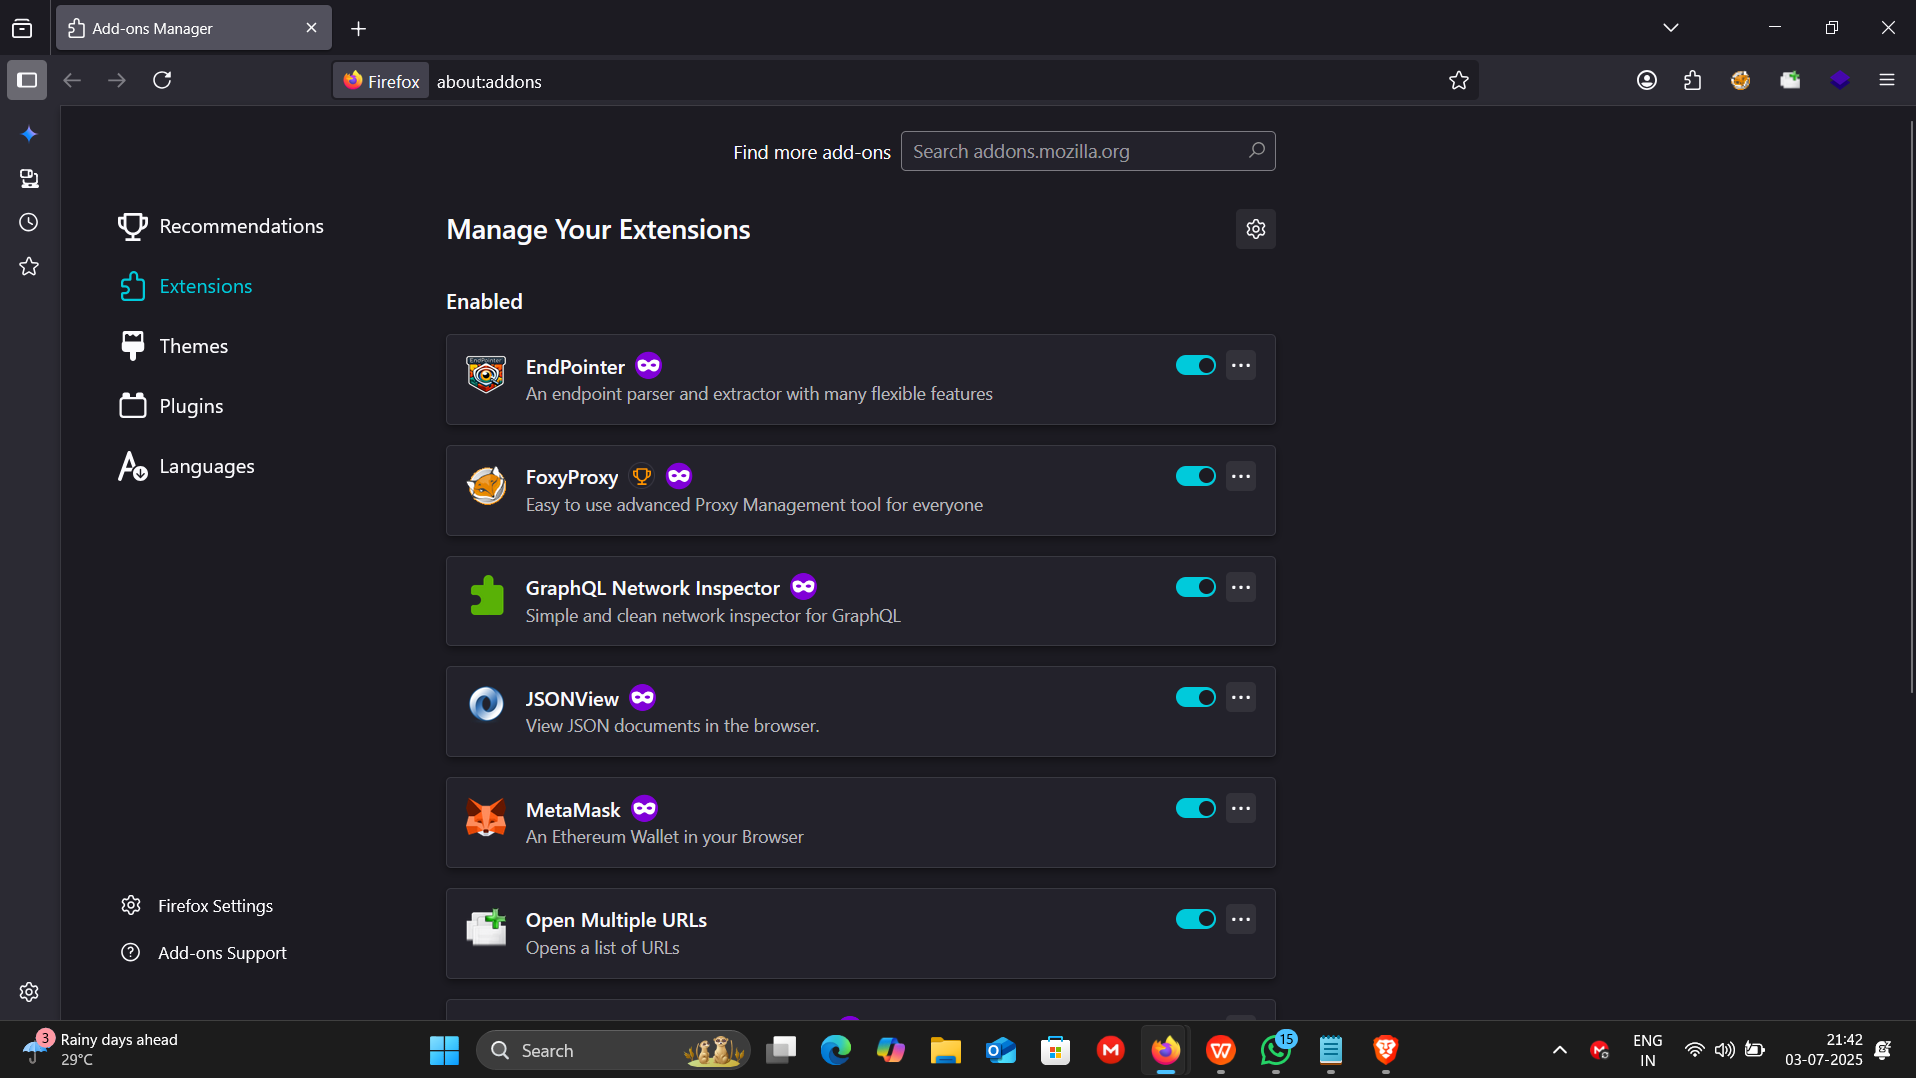 Add-ons Manager
Firefox
about:addons
Find more add-ons
Search addons.mozilla.org
Recommendations
Extensions
Themes
Plugins
Languages
Manage Your Extensions
Enabled
EndPointer
An endpoint parser and extractor with many flexible features
FoxyProxy
Easy to use advanced Proxy Management tool for everyone
GraphQL Network Inspector
Simple and clean network inspector for GraphQL
JSONView
View JSON documents in the browser.
MetaMask
An Ethereum Wallet in your Browser
Open Multiple URLs
Opens a list of URLs
Firefox Settings
Add-ons Support
3
Rainy days ahead
29°C
Search
15
ENG
IN
21:42
03-07-2025